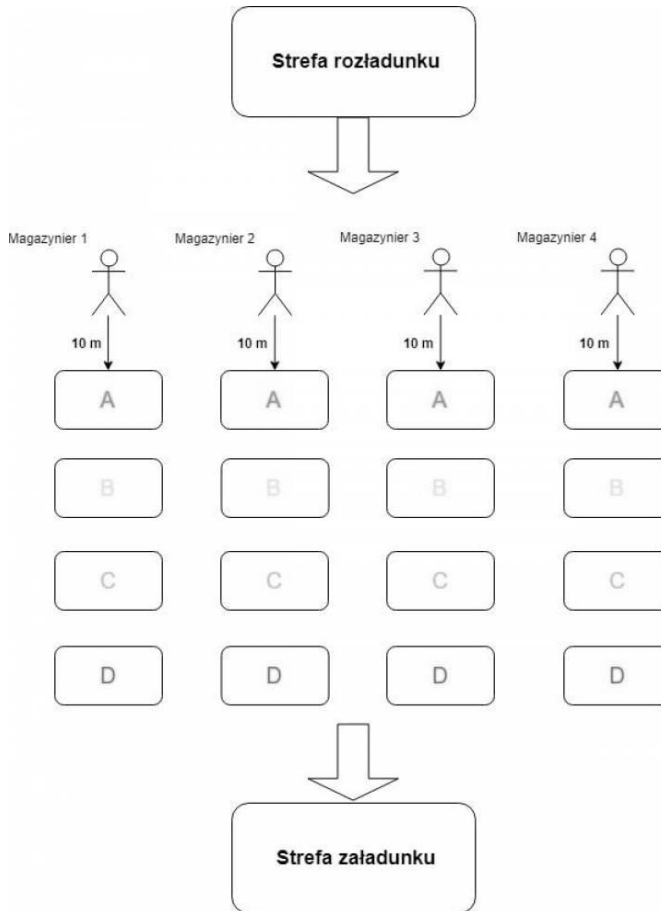 Strefa rozładunku
Magazynier 1 Magazynier 2 Magazynier 3 Magazynier 4
10 m 10 m 10 m 10 m
A A A A
B B B B
C C C C
D D D D
Strefa załadunku